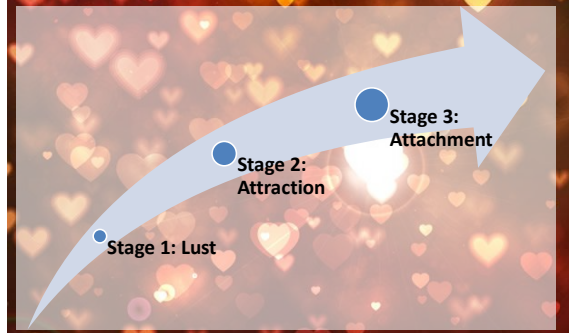 Stage 1: Lust
Stage 2:
Attraction
Stage 3:
Attachment